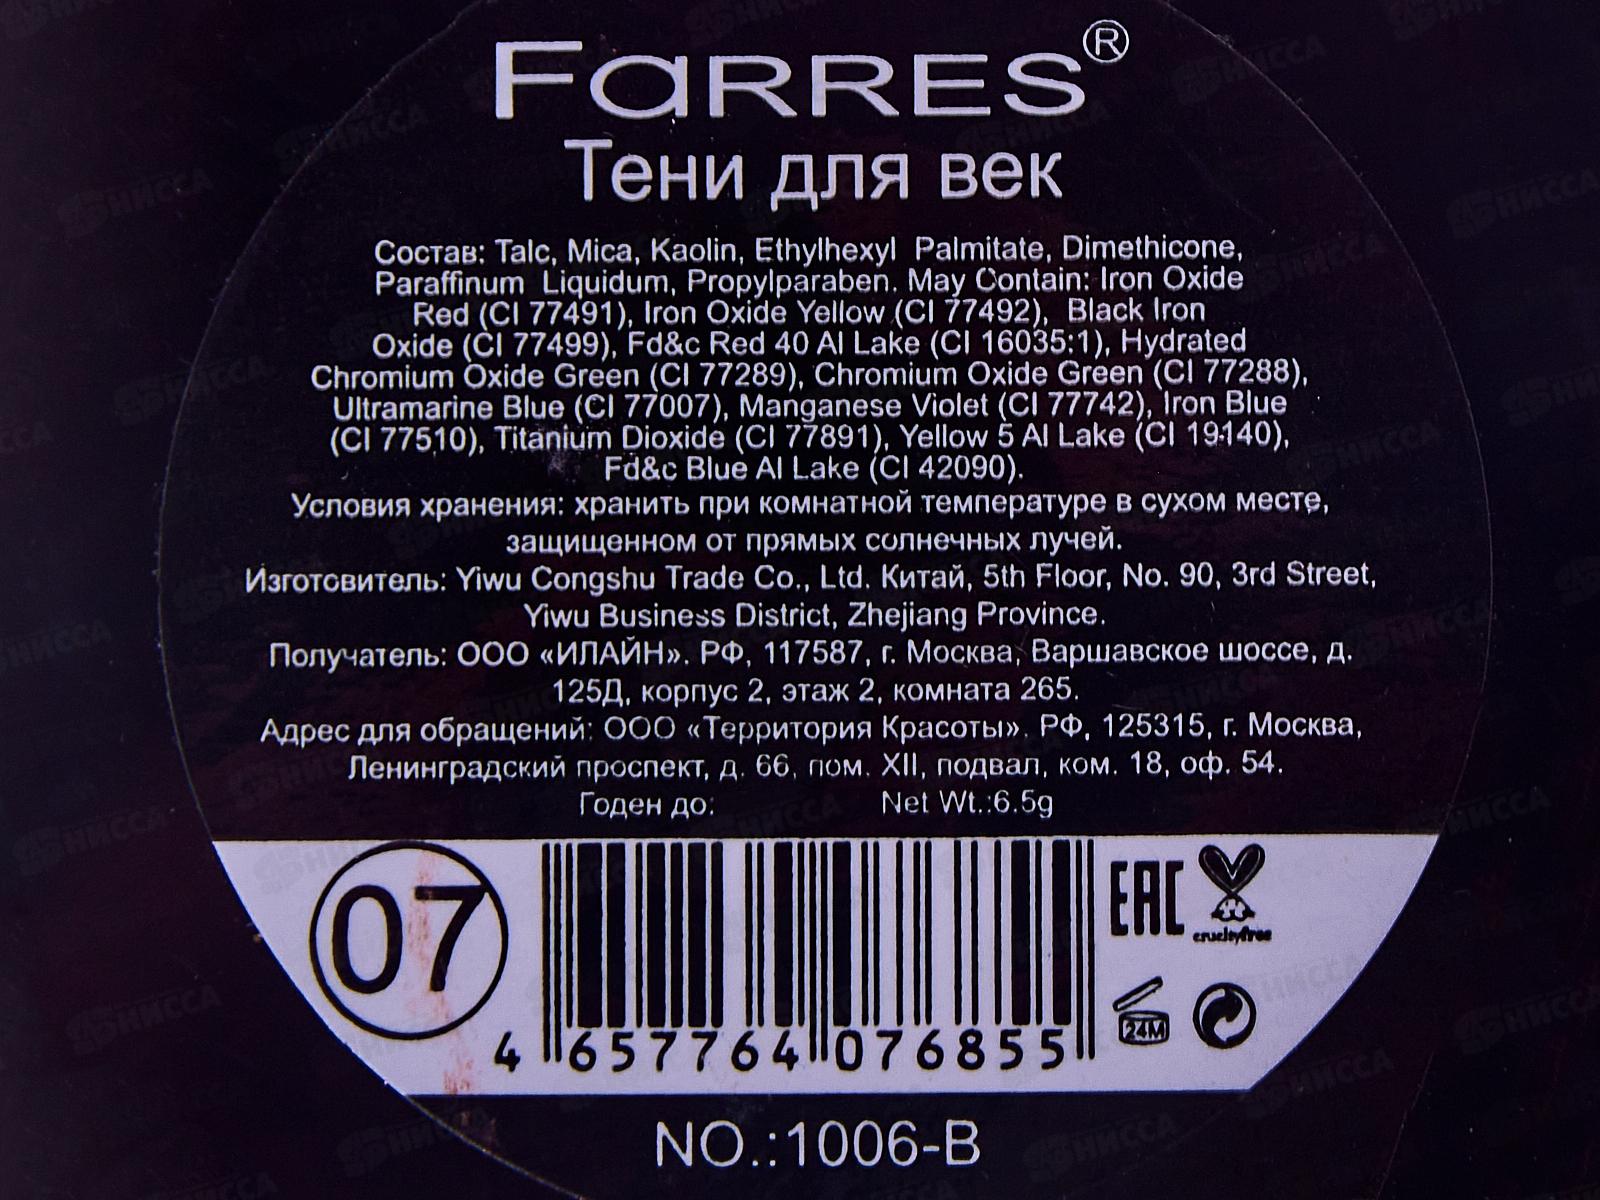 FARRES®
Тени для век
Состав: Talc, Mica, Kaolin, Ethylhexyl Palmitate, Dimethicone,
Paraffinum Liquidum, Propylparaben. May Contain: Iron Oxide
Red (CI 77491), Iron Oxide Yellow (CI 77492), Black Iron
Oxide (CI 77499), Fd&c Red 40 Al Lake (CI 16035:1), Hydrated
Chromium Oxide Green (CI 77289), Chromium Oxide Green (CI 77288),
Ultramarine Blue (CI 77007), Manganese Violet (CI 77742), Iron Blue
(CI 77510), Titanium Dioxide (CI 77891), Yellow 5 Al Lake (CI 19140),
Fd&c Blue Al Lake (CI 42090).
Условия хранения: хранить при комнатной температуре в сухом месте,
защищенном от прямых солнечных лучей.
Изготовитель: Yiwu Congshu Trade Co., Ltd. Китай, 5th Floor, No. 90, 3rd Street,
Yiwu Business District, Zhejiang Province.
Получатель: ООО «ИЛАЙН». РФ, 117587, г. Москва, Варшавское шоссе, д.
125Д, корпус 2, этаж 2, комната 265.
Адрес для обращений: ООО «Территория Красоты». РФ, 125315, г. Москва,
Ленинградский проспект, д. 66, пом. XII, подвал, ком. 18, оф. 54.
Годен до: Net Wt.:6.5g
07
EAC
crueltyfree
24M
4 657764 076855
NO.:1006-B
НИССА